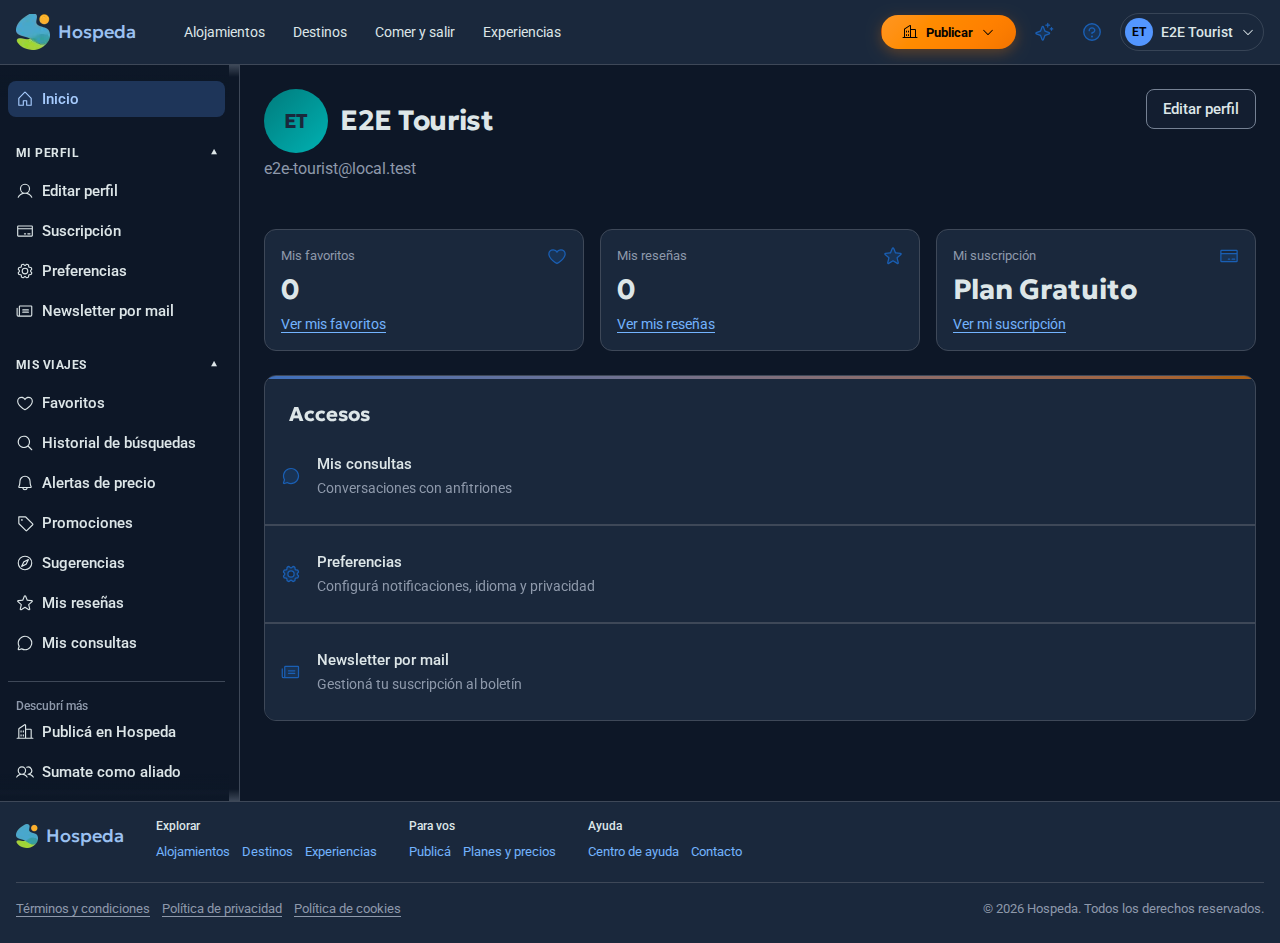 Hospeda
Alojamientos
Destinos
Comer y salir
Experiencias
Publicar
ET
E2E Tourist
Inicio
MI PERFIL
Editar perfil
Suscripción
Preferencias
Newsletter por mail
MIS VIAJES
Favoritos
Historial de búsquedas
Alertas de precio
Promociones
Sugerencias
Mis reseñas
Mis consultas
Descubrí más
Publicá en Hospeda
Sumate como aliado
ET
E2E Tourist
Editar perfil
e2e-tourist@local.test
Mis favoritos
0
Ver mis favoritos
Mis reseñas
0
Ver mis reseñas
Mi suscripción
Plan Gratuito
Ver mi suscripción
Accesos
Mis consultas
Conversaciones con anfitriones
Preferencias
Configurá notificaciones, idioma y privacidad
Newsletter por mail
Gestioná tu suscripción al boletín
Hospeda
Explorar
Alojamientos Destinos Experiencias
Para vos
Publicá Planes y precios
Ayuda
Centro de ayuda Contacto
Términos y condiciones Política de privacidad Política de cookies
© 2026 Hospeda. Todos los derechos reservados.